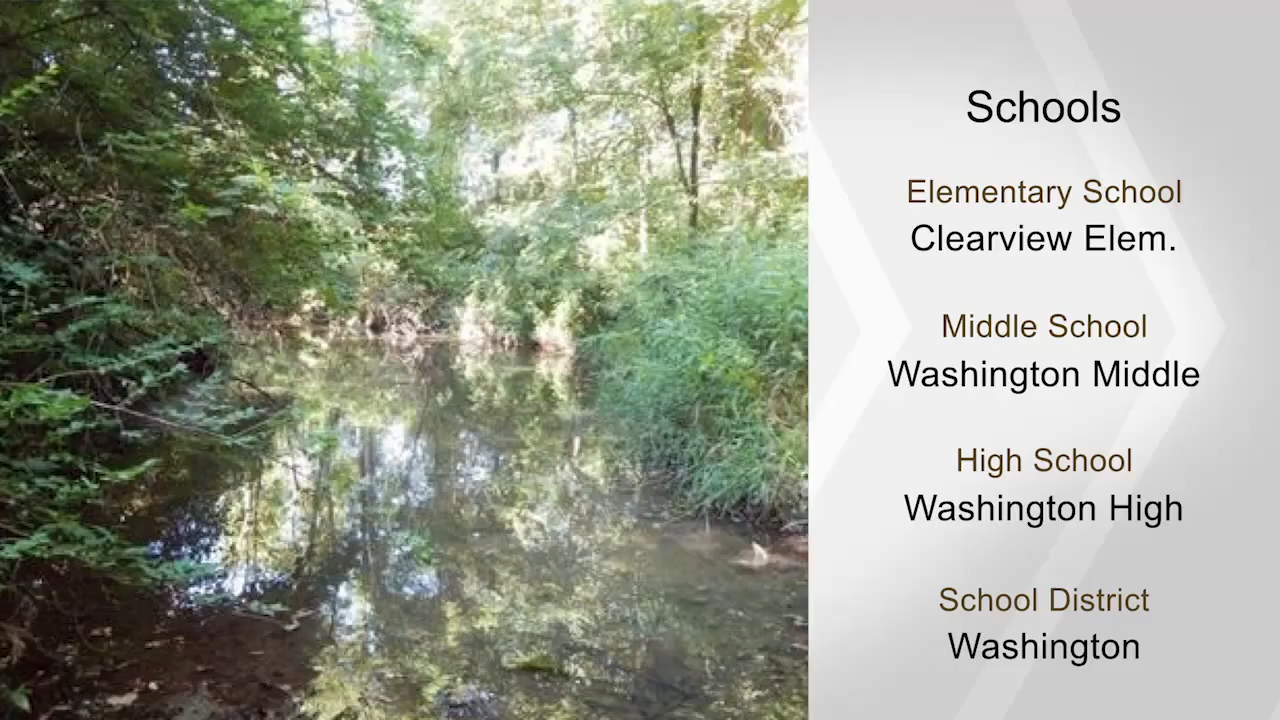 Schools
Elementary School
Clearview Elem.
Middle School
Washington Middle
High School
Washington High
School District
Washington